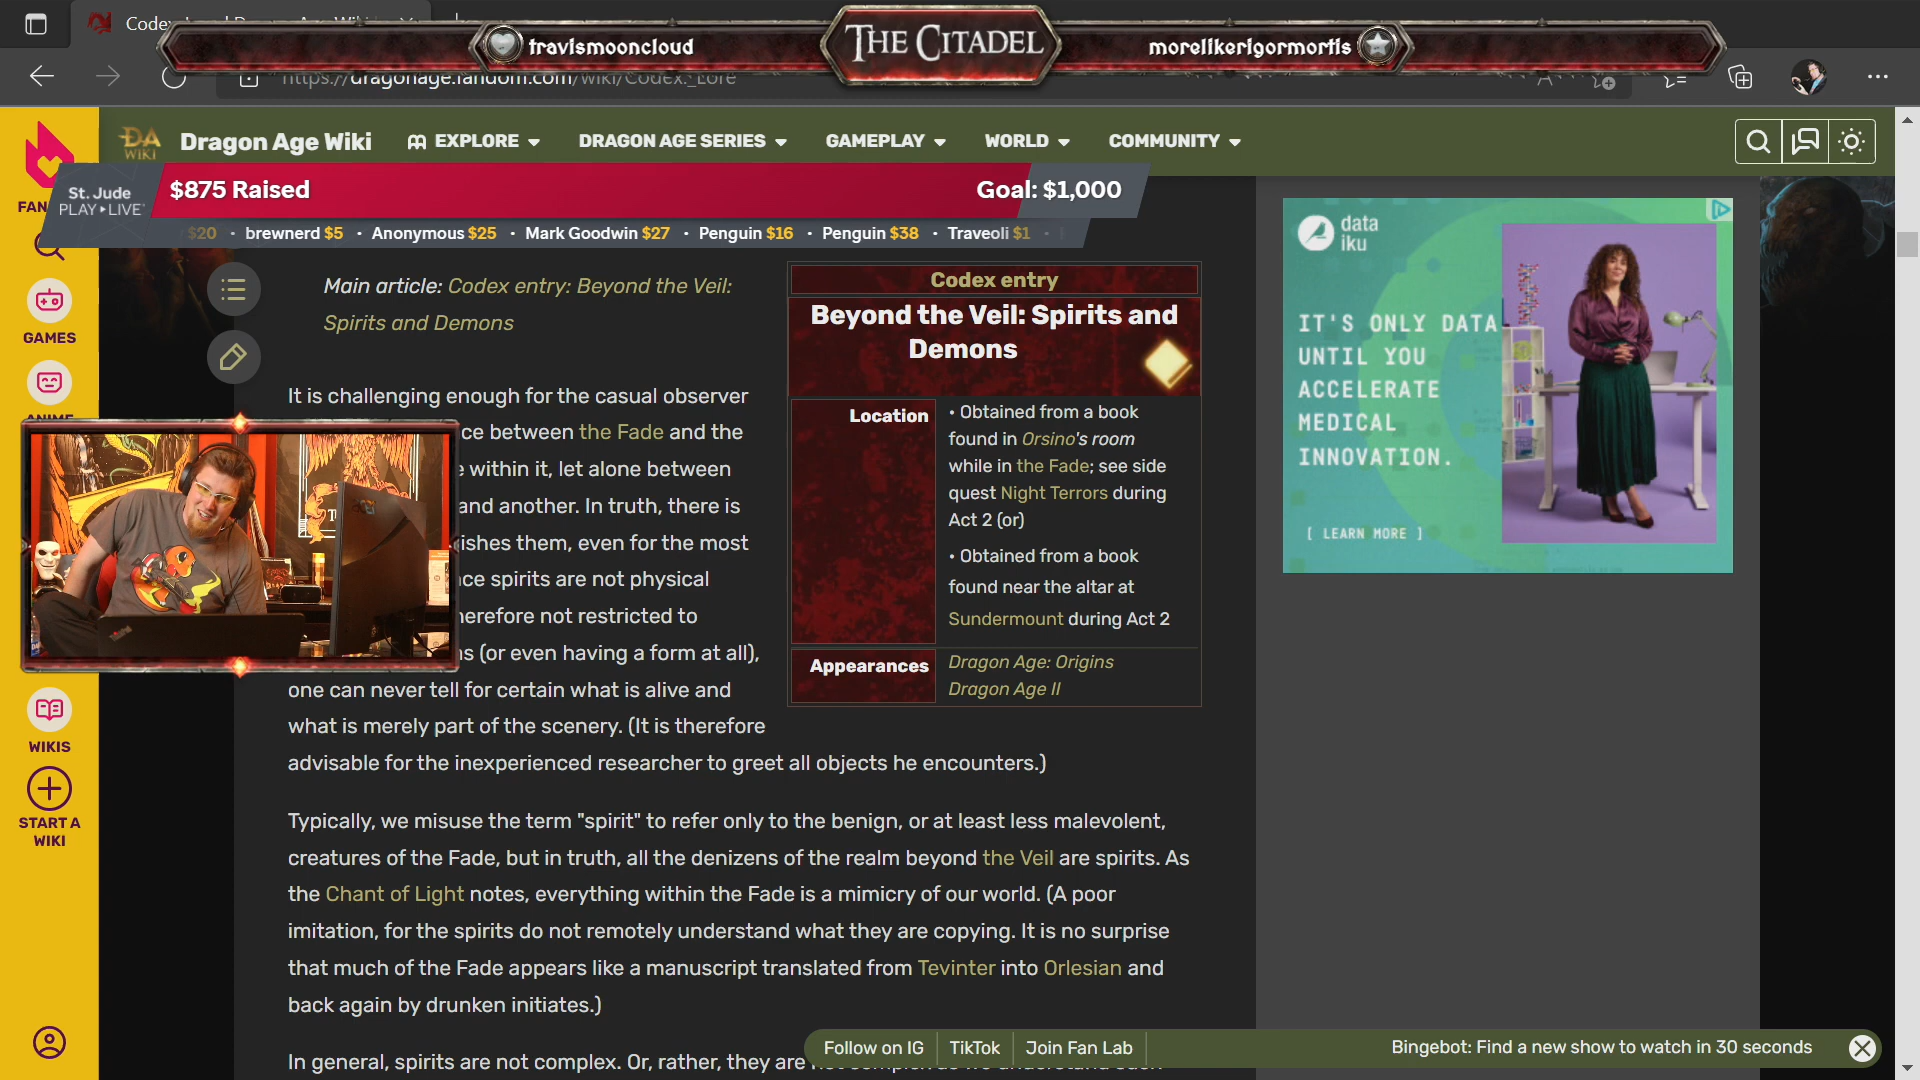 travismooncloud
THE CITADEL
morelikerigormortis
https://dragonage.fandom.com/wiki/Codex:_Lore
DA
WIKI
Dragon Age Wiki
EXPLORE
DRAGON AGE SERIES
GAMEPLAY
WORLD
COMMUNITY
St. Jude
PLAY LIVE
$875 Raised
Goal: $1,000
$20 · brewnerd $5 · Anonymous $25 · Mark Goodwin $27 · Penguin $16 · Penguin $38 · Traveoli $1
GAMES
WIKIS
START A
WIKI
Main article: Codex entry: Beyond the Veil:
Spirits and Demons
It is challenging enough for the casual observer
between the Fade and the
within it, let alone between
and another. In truth, there is
them, even for the most
spirits are not physical
not restricted to
(or even having a form at all),
one can never tell for certain what is alive and
what is merely part of the scenery. (It is therefore
advisable for the inexperienced researcher to greet all objects he encounters.)
Codex entry
Beyond the Veil: Spirits and
Demons
Location
• Obtained from a book
found in Orsino's room
while in the Fade; see side
quest Night Terrors during
Act 2 (or)
• Obtained from a book
found near the altar at
Sundermount during Act 2
Appearances
Dragon Age: Origins
Dragon Age II
Typically, we misuse the term "spirit" to refer only to the benign, or at least less malevolent,
creatures of the Fade, but in truth, all the denizens of the realm beyond the Veil are spirits. As
the Chant of Light notes, everything within the Fade is a mimicry of our world. (A poor
imitation, for the spirits do not remotely understand what they are copying. It is no surprise
that much of the Fade appears like a manuscript translated from Tevinter into Orlesian and
back again by drunken initiates.)
In general, spirits are not complex. Or, rather, they are
data
iku
IT'S ONLY DATA
UNTIL YOU
ACCELERATE
MEDICAL
INNOVATION.
[ LEARN MORE ]
Follow on IG
TikTok
Join Fan Lab
Bingebot: Find a new show to watch in 30 seconds